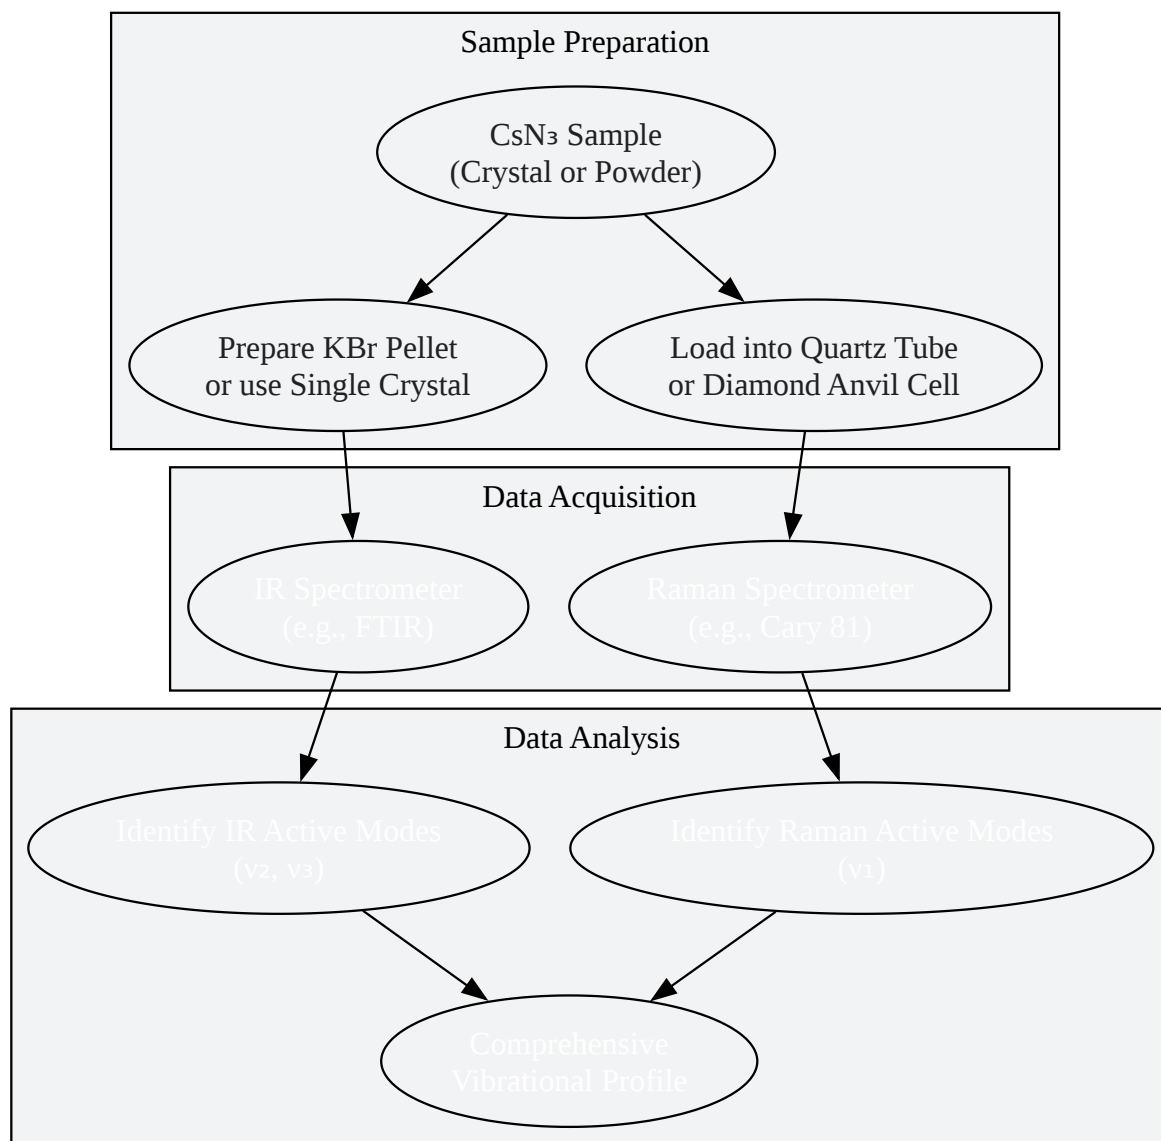 Sample Preparation
CsN₃ Sample
(Crystal or Powder)
Prepare KBr Pellet
or use Single Crystal
Load into Quartz Tube
or Diamond Anvil Cell
Data Acquisition
IR Spectrometer
(e.g., FTIR)
Raman Spectrometer
(e.g., Cary 81)
Data Analysis
Identify IR Active Modes
(ν₂, ν₃)
Identify Raman Active Modes
(ν₁)
Comprehensive
Vibrational Profile